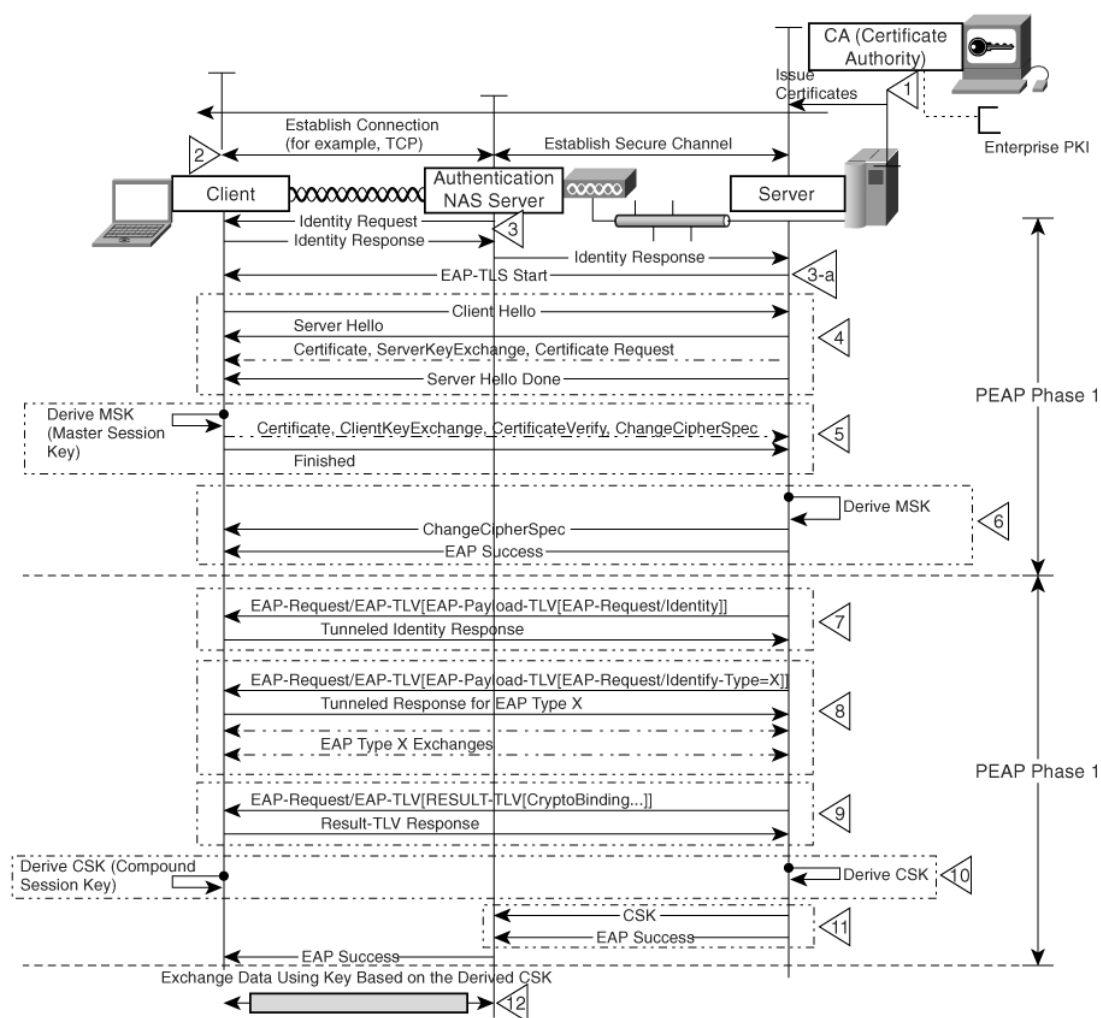 CA (Certificate
Authority)
Issue
Certificates
1
Enterprise PKI
Establish Connection
(for example, TCP)
2
Establish Secure Channel
Client
Authentication
NAS Server
Server
Identity Request
3
Identity Response
Identity Response
EAP-TLS Start
3-a
Client Hello
Server Hello
4
Certificate, ServerKeyExchange, Certificate Request
Server Hello Done
PEAP Phase 1
Derive MSK
(Master Session
Key)
Certificate, ClientKeyExchange, CertificateVerify, ChangeCipherSpec
5
Finished
Derive MSK
6
ChangeCipherSpec
EAP Success
EAP-Request/EAP-TLV[EAP-Payload-TLV[EAP-Request/Identity]]
7
Tunneled Identity Response
EAP-Request/EAP-TLV[EAP-Payload-TLV[EAP-Request/Identify-Type=X]]
Tunneled Response for EAP Type X
8
EAP Type X Exchanges
PEAP Phase 1
EAP-Request/EAP-TLV[RESULT-TLV[CryptoBinding...]]
9
Result-TLV Response
Derive CSK (Compound
Session Key)
Derive CSK
10
CSK
11
EAP Success
EAP Success
Exchange Data Using Key Based on the Derived CSK
12